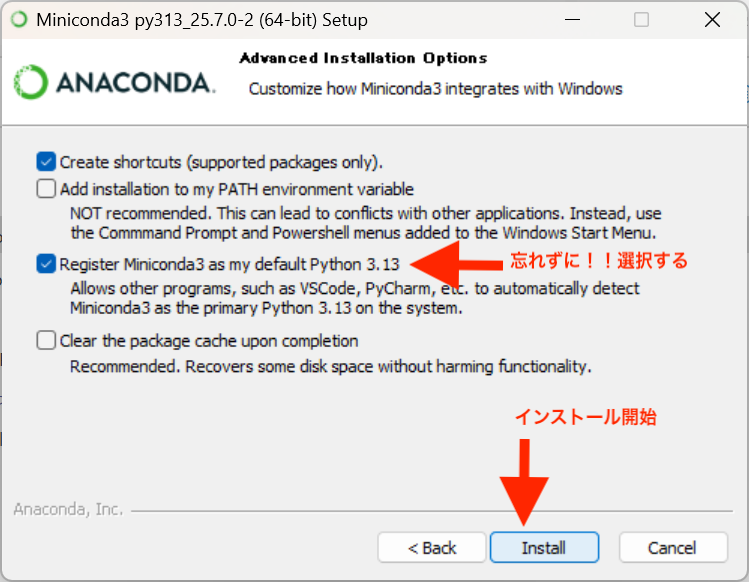 Miniconda3 py313_25.7.0-2 (64-bit) Setup
ANACONDA.
Advanced Installation Options
Customize how Miniconda3 integrates with Windows
Create shortcuts (supported packages only).
Add installation to my PATH environment variable
NOT recommended. This can lead to conflicts with other applications. Instead, use
the Commmand Prompt and Powershell menus added to the Windows Start Menu.
Register Miniconda3 as my default Python 3.13
忘れずに！！選択する
Allows other programs, such as VSCode, PyCharm, etc. to automatically detect
Miniconda3 as the primary Python 3.13 on the system.
Clear the package cache upon completion
Recommended. Recovers some disk space without harming functionality.
インストール開始
Anaconda, Inc.
< Back
Install
Cancel